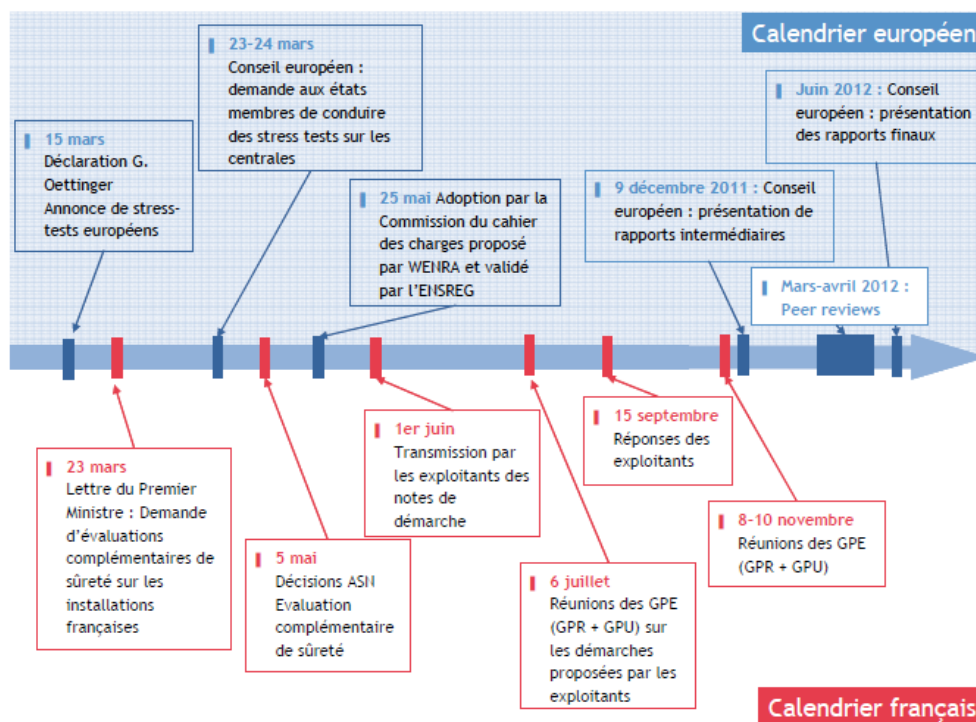 Calendrier européen
23-24 mars
Conseil européen :
demande aux états
membres de conduire
des stress tests sur les
centrales
Juin 2012 : Conseil
européen : présentation
des rapports finaux
15 mars
Déclaration G.
Oettinger
Annonce de stress-
tests européens
25 mai Adoption par la
Commission du cahier
des charges proposé
par WENRA et validé
par l'ENSREG
9 décembre 2011 : Conseil
européen : présentation de
rapports intermédiaires
Mars-avril 2012 :
Peer reviews
23 mars
Lettre du Premier
Ministre : Demande
d'évaluations
complémentaires de
sûreté sur les
installations
françaises
5 mai
Décisions ASN
Evaluation
complémentaire
de sûreté
1er juin
Transmission par
les exploitants des
notes de
démarche
6 juillet
Réunions des GPE
(GPR + GPU) sur
les démarches
proposées par les
exploitants
15 septembre
Réponses des
exploitants
8-10 novembre
Réunions des GPE
(GPR + GPU)
Calendrier français